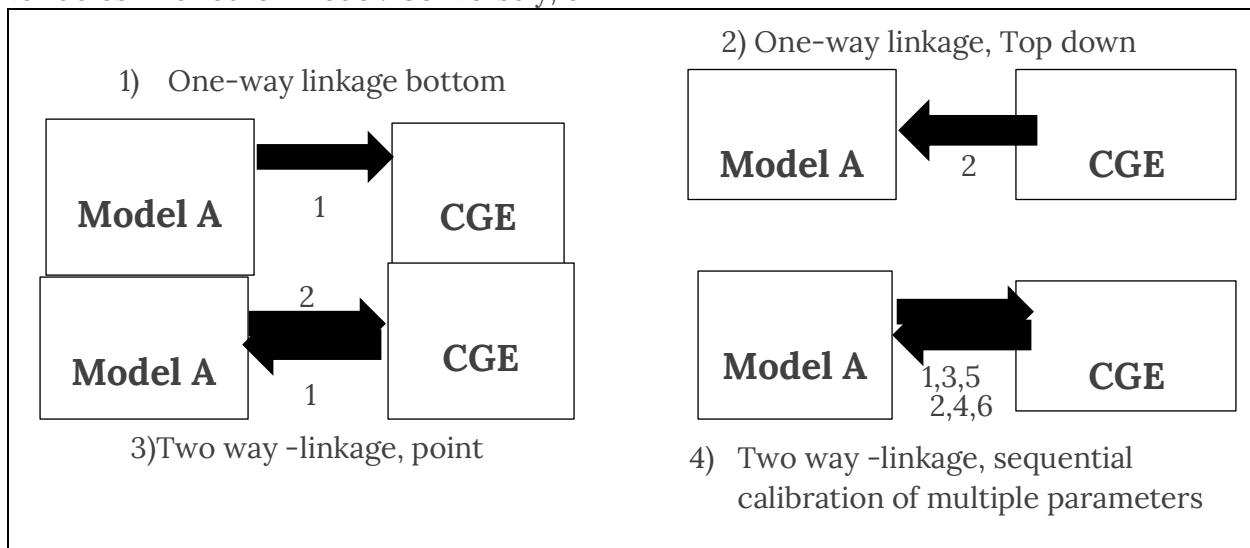 1) One-way linkage bottom
Model A
1
CGE
2) One-way linkage, Top down
Model A
2
CGE
2
Model A
CGE
1
3)Two way -linkage, point
Model A
1,3,5
2,4,6
CGE
4) Two way -linkage, sequential
calibration of multiple parameters